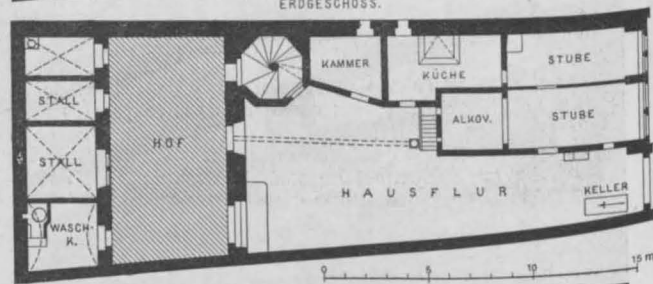 ERDGESCHOSS.
KAMMER
KÜCHE
STUBE
STALL
ALKOV.
STUBE
HOF
STALL
HAUSFLUR
KELLER
WASCH-
K.
0 5 10 15 m